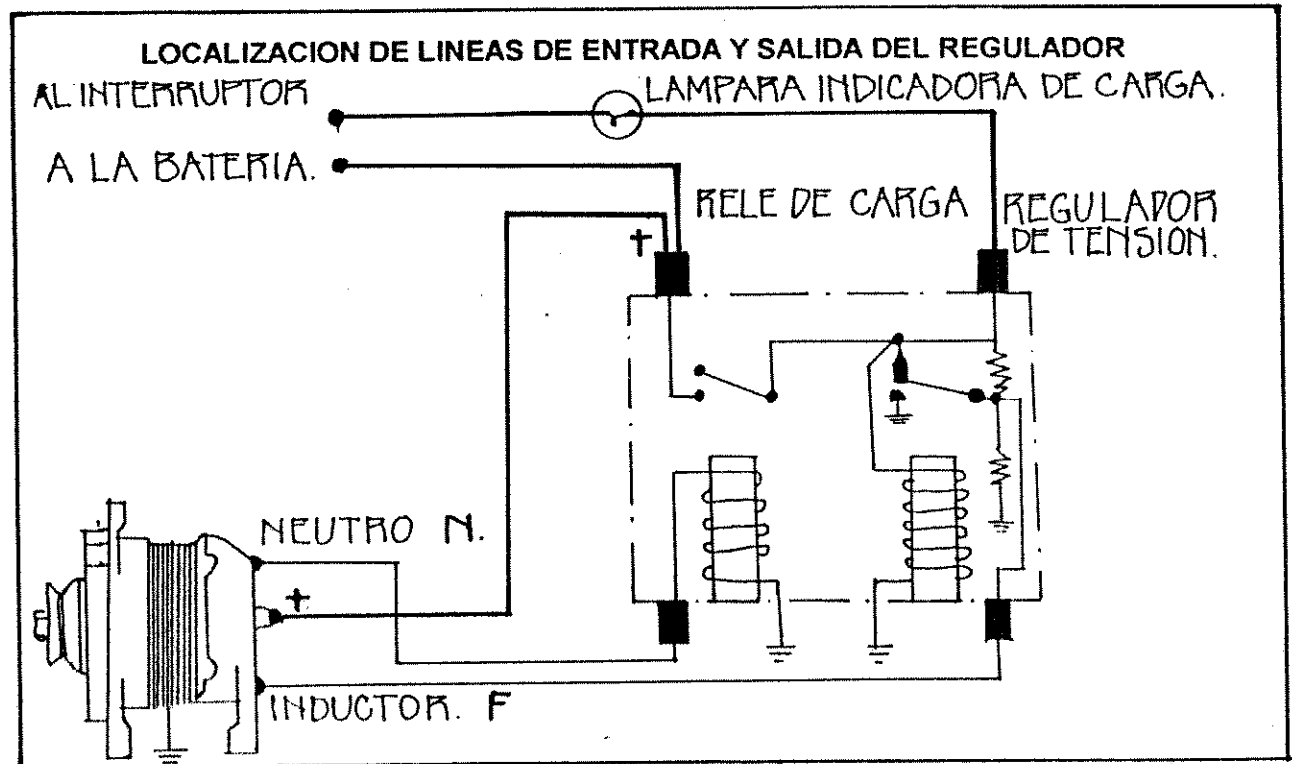 LOCALIZACION DE LINEAS DE ENTRADA Y SALIDA DEL REGULADOR
AL INTERRUPTOR
LAMPARA INDICADORA DE CARGA.
A LA BATERIA.
RELE DE CARGA
REGULADOR
DE TENSION.
+
NEUTRO N.
+
INDUCTOR. F